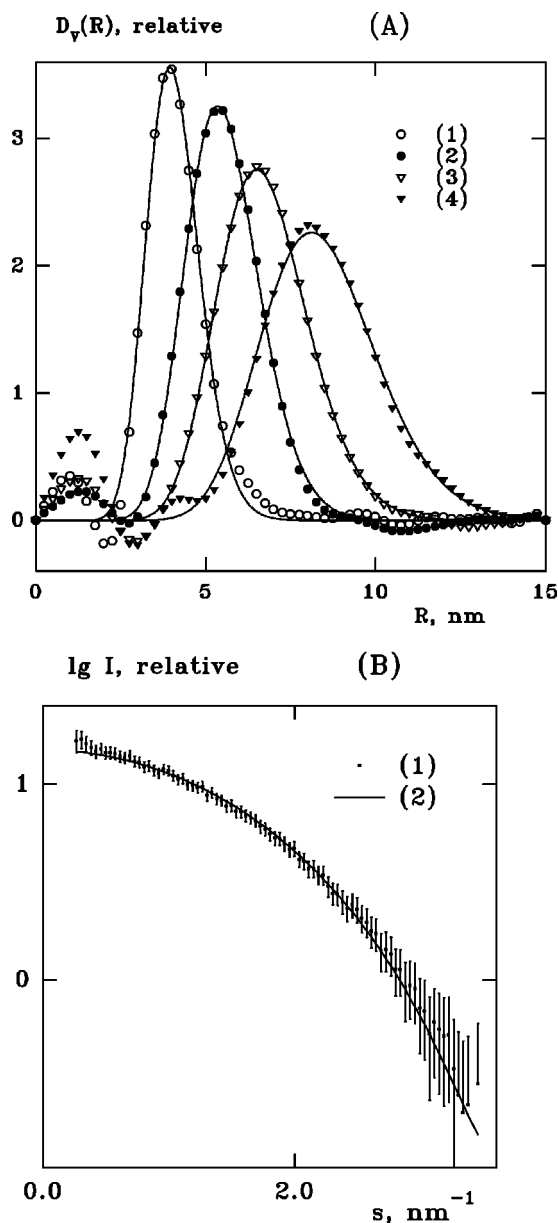 D_v(R), relative (A)
3
2
1
0
(1)
(2)
(3)
(4)
0 5 10 15
R, nm
lg I, relative (B)
1
0
(1)
(2)
0.0 2.0
s, nm⁻¹